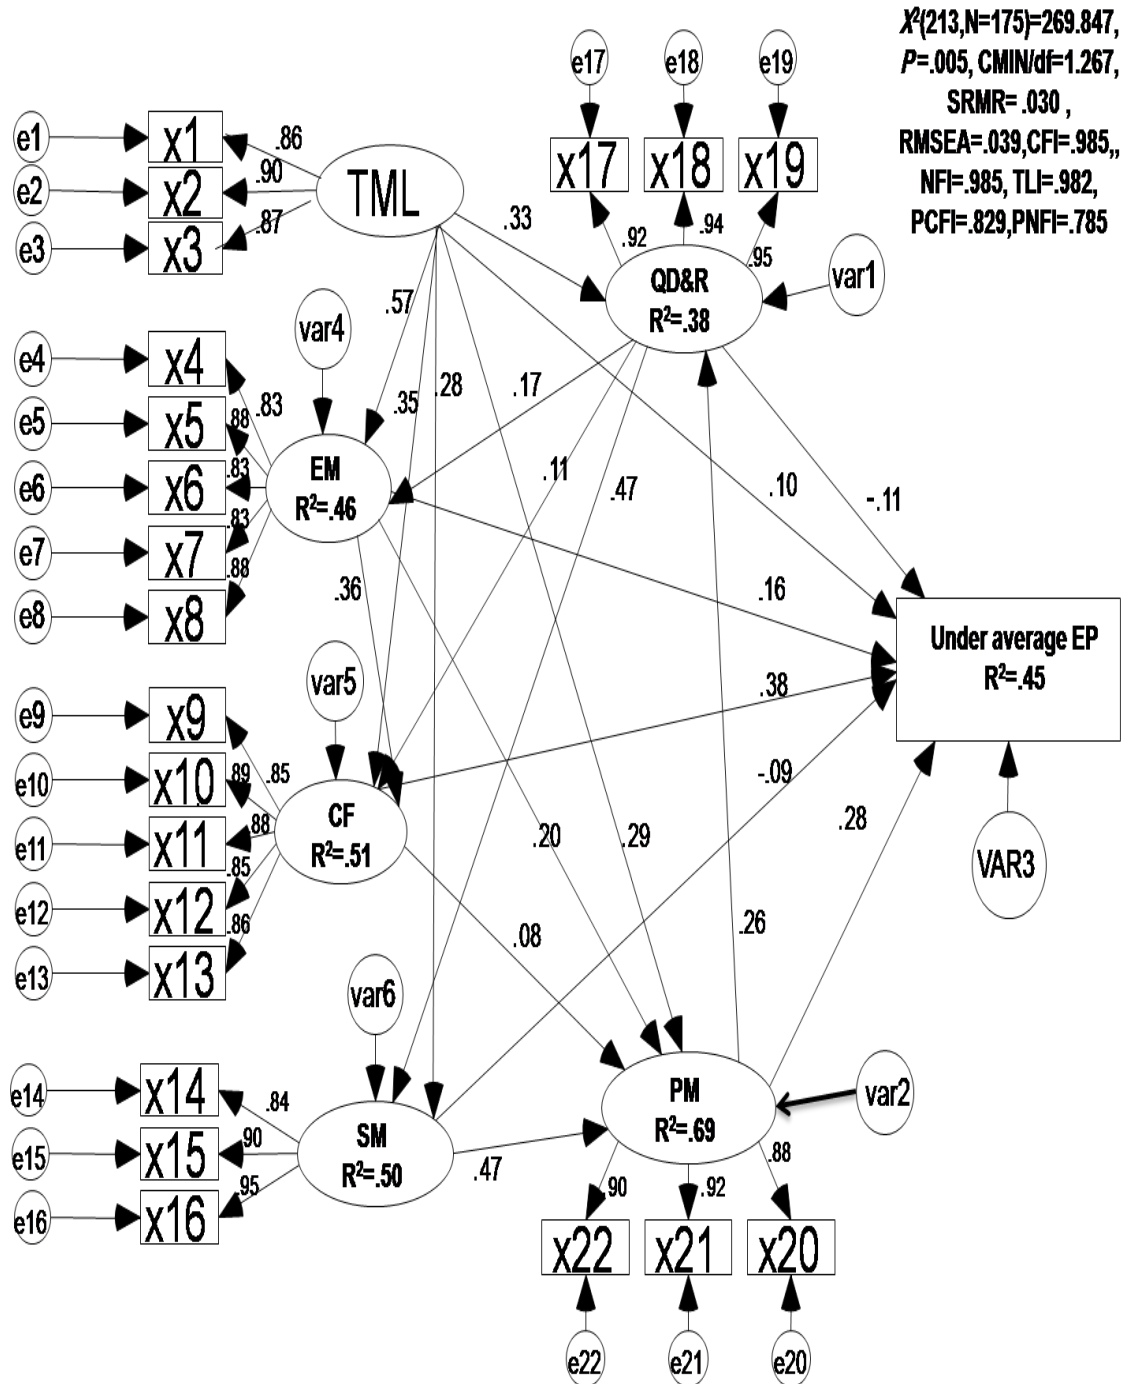 X²(213,N=175)=269.847,
P=.005, CMIN/df=1.267,
SRMR= .030 ,
RMSEA=.039,CFI=.985,,
NFI=.985, TLI=.982,
PCFI=.829,PNFI=.785
e17
e18
e19
x17
x18
x19
.92
.94
.95
QD&R
R²=.38
var1
e1
x1
.86
e2
x2
.90
e3
x3
.87
TML
.33
.57
.35
.28
.17
.11
.47
.10
-.11
var4
e4
x4
.83
e5
x5
.88
e6
x6
.83
e7
x7
.83
e8
x8
.88
EM
R²=.46
.36
.16
Under average EP
R²=.45
.38
-.09
.28
VAR3
var5
e9
x9
.85
e10
x10
.89
e11
x11
.88
e12
x12
.85
e13
x13
.86
CF
R²=.51
.20
.29
.08
.26
var6
e14
x14
.84
e15
x15
.90
e16
x16
.95
SM
R²=.50
.47
PM
R²=.69
var2
.90
.92
.88
x22
x21
x20
e22
e21
e20